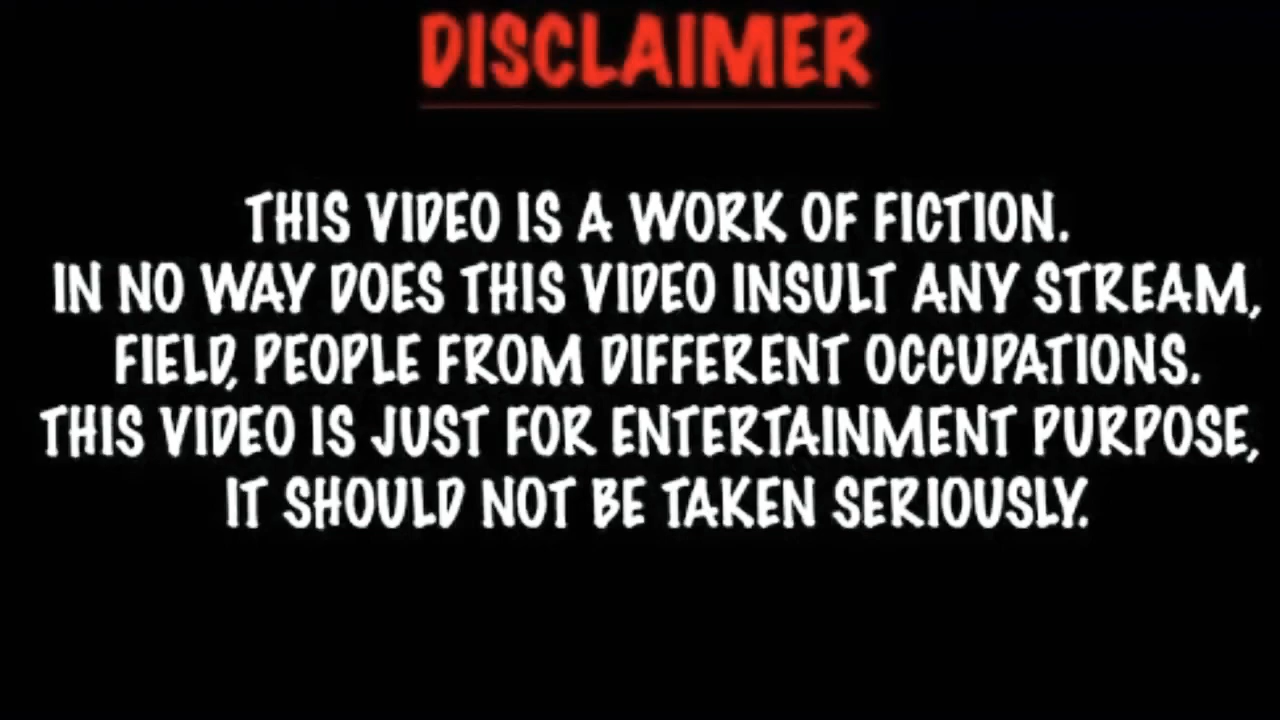 DISCLAIMER
THIS VIDEO IS A WORK OF FICTION.
IN NO WAY DOES THIS VIDEO INSULT ANY STREAM,
FIELD, PEOPLE FROM DIFFERENT OCCUPATIONS.
THIS VIDEO IS JUST FOR ENTERTAINMENT PURPOSE,
IT SHOULD NOT BE TAKEN SERIOUSLY.